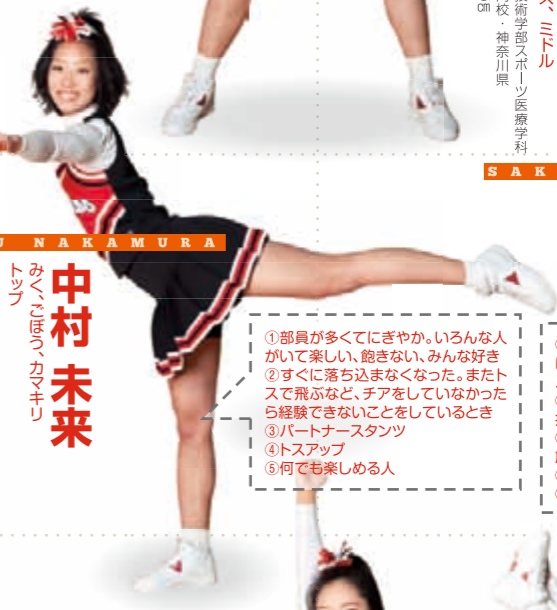 ス、ミドル
技術学部スポーツ医療学科
校・神奈川県
cm
SAK
U NAKAMURA
中村 未来
みく、ごぼう、カマキリ
トップ
①部員が多くてにぎやか。いろんな人
がいて楽しい、飽きない、みんな好き
②すぐに落ち込まなくなった。またト
スで飛ぶなど、チアをしていなかった
ら経験できないことをしているとき
③パートナースタンツ
④トスアップ
⑤何でも楽しめる人